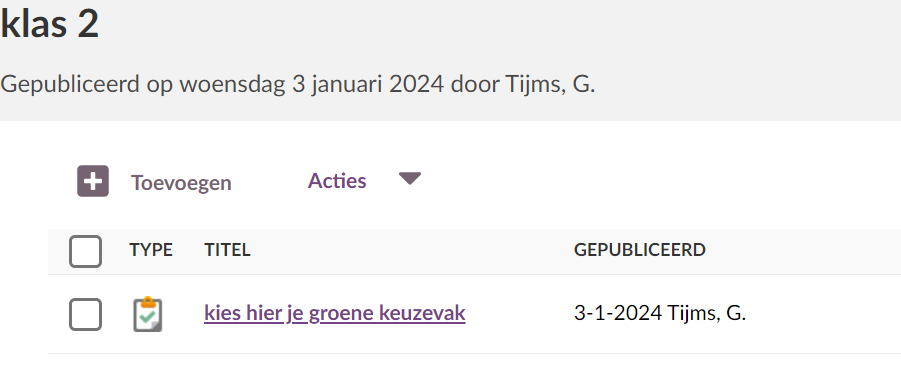 klas 2
Gepubliceerd op woensdag 3 januari 2024 door Tijms, G.
Toevoegen Acties
TYPE TITEL GEPUBLICEERD
kies hier je groene keuzevak 3-1-2024 Tijms, G.